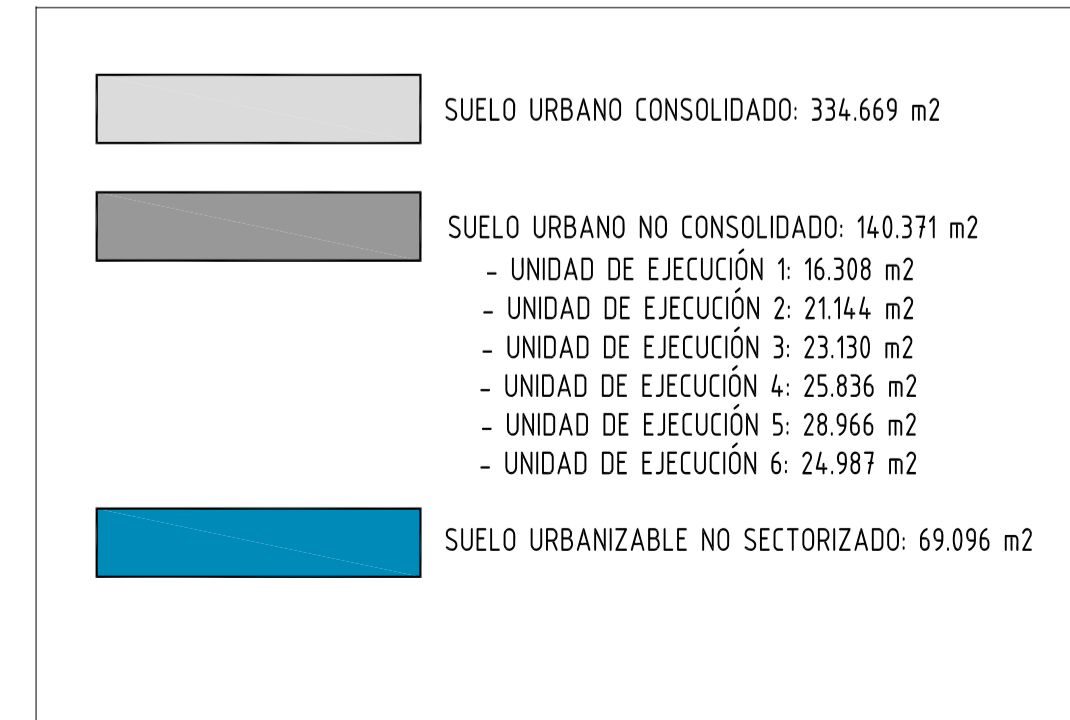 SUELO URBANO CONSOLIDADO: 334.669 m2
SUELO URBANO NO CONSOLIDADO: 140.371 m2
- UNIDAD DE EJECUCIÓN 1: 16.308 m2
- UNIDAD DE EJECUCIÓN 2: 21.144 m2
- UNIDAD DE EJECUCIÓN 3: 23.130 m2
- UNIDAD DE EJECUCIÓN 4: 25.836 m2
- UNIDAD DE EJECUCIÓN 5: 28.966 m2
- UNIDAD DE EJECUCIÓN 6: 24.987 m2
SUELO URBANIZABLE NO SECTORIZADO: 69.096 m2